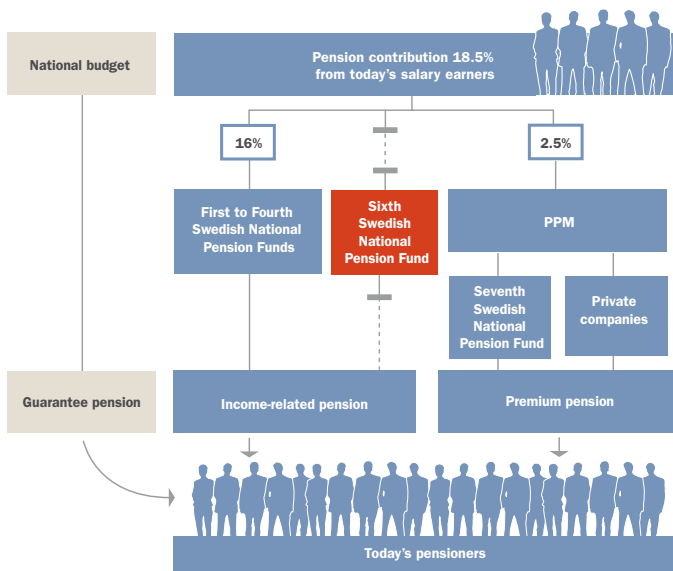 National budget
Pension contribution 18.5%
from today's salary earners
16%
2.5%
First to Fourth
Swedish National
Pension Funds
Sixth
Swedish
National
Pension Fund
PPM
Seventh
Swedish
National
Pension Fund
Private
companies
Guarantee pension
Income-related pension
Premium pension
Today's pensioners